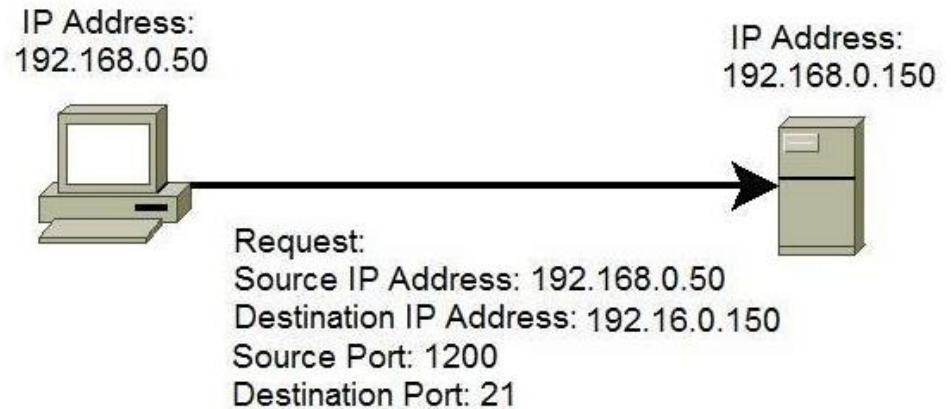 IP Address:
192.168.0.50
IP Address:
192.168.0.150
Request:
Source IP Address: 192.168.0.50
Destination IP Address: 192.16.0.150
Source Port: 1200
Destination Port: 21